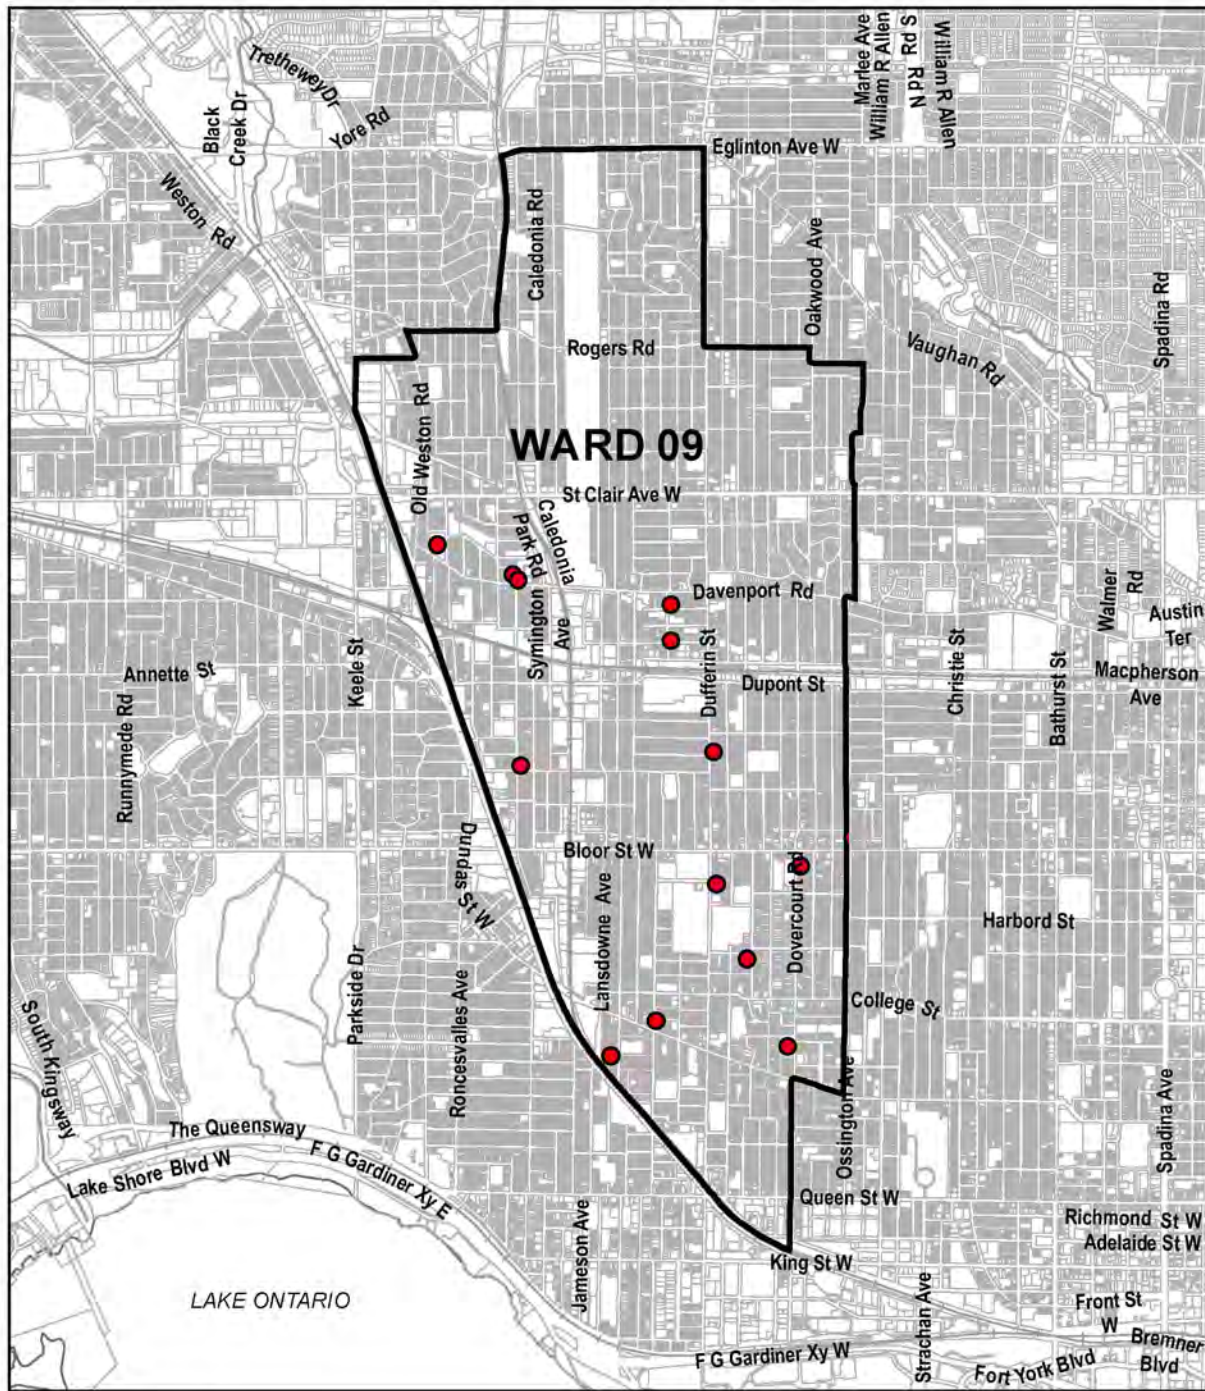 Marlee Ave
William R Allen
Rd S
Rd N
William R Allen
Trethewey Dr
Yore Rd
Black
Creek Dr
Eglinton Ave W
Weston Rd
Caledonia Rd
Oakwood Ave
Spadina Rd
Rogers Rd
Vaughan Rd
Old Weston Rd
WARD 09
St Clair Ave W
Caledonia
Park Rd
Davenport Rd
Walmer
Rd
Austin
Ter
Symington
Ave
Keele St
Annette St
Dufferin St
Dupont St
Christie St
Bathurst St
Macpherson
Ave
Runnymede Rd
Dundas St W
Bloor St W
Lansdowne Ave
Dovercourt Rd
Harbord St
Parkside Dr
Roncesvalles Ave
College St
South Kingsway
Ossington Ave
Spadina Ave
The Queensway
F G Gardiner Xy E
Lake Shore Blvd W
Queen St W
Richmond St W
Adelaide St W
Jameson Ave
King St W
LAKE ONTARIO
Strachan Ave
Front St
W
Bremner
Blvd
F G Gardiner Xy W
Fort York Blvd